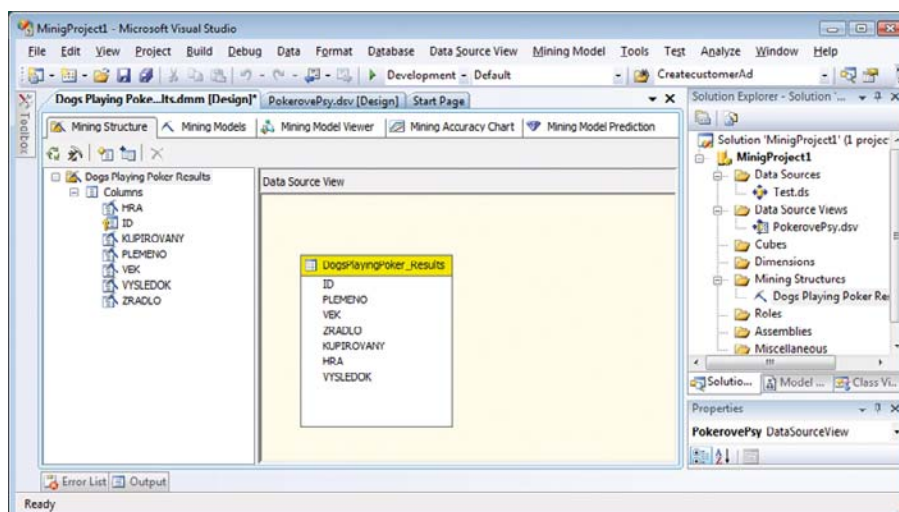 MinigProject1 - Microsoft Visual Studio
File Edit View Project Build Debug Data Format Database Data Source View Mining Model Tools Test Analyze Window Help
Development - Default
CreatecustomerAd
Toolbox
Dogs Playing Poke...lts.dmm [Design]* PokerovePsy.dsv [Design] Start Page
Mining Structure Mining Models Mining Model Viewer Mining Accuracy Chart Mining Model Prediction
Dogs Playing Poker Results
Columns
HRA
ID
KUPIROVANY
PLEMENO
VEK
VYSLEDOK
ZRADLO
Data Source View
DogsPlayingPoker_Results
ID
PLEMENO
VEK
ZRADLO
KUPIROVANY
HRA
VYSLEDOK
Solution Explorer - Solution '...
Solution 'MinigProject1' (1 projec
MinigProject1
Data Sources
Test.ds
Data Source Views
PokerovePsy.dsv
Cubes
Dimensions
Mining Structures
Dogs Playing Poker Re
Roles
Assemblies
Miscellaneous
Solutio... Model ... Class Vi...
Properties
PokerovePsy DataSourceView
Error List Output
Ready